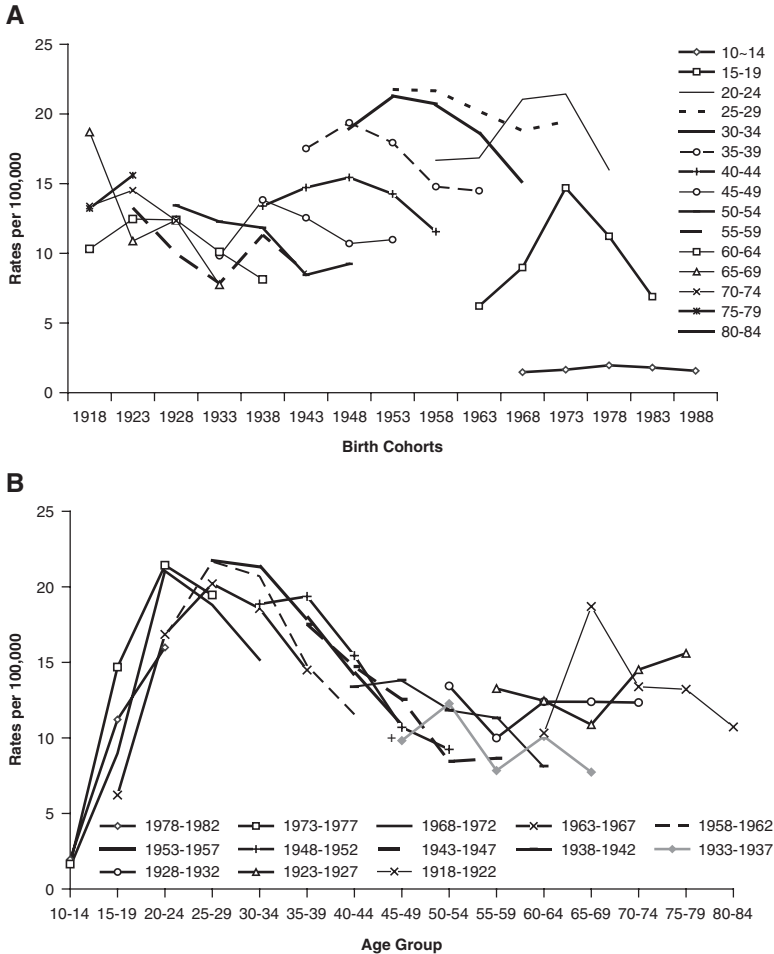 A
25
20
15
10
5
0
Rates per 100,000
1918 1923 1928 1933 1938 1943 1948 1953 1958 1963 1968 1973 1978 1983 1988
Birth Cohorts
10~14
15-19
20-24
25-29
30-34
35-39
40-44
45-49
50-54
55-59
60-64
65-69
70-74
75-79
80-84
B
25
20
15
10
5
0
Rates per 100,000
1978-1982 1973-1977 1968-1972 1963-1967 1958-1962
1953-1957 1948-1952 1943-1947 1938-1942 1933-1937
1928-1932 1923-1927 1918-1922
10-14 15-19 20-24 25-29 30-34 35-39 40-44 45-49 50-54 55-59 60-64 65-69 70-74 75-79 80-84
Age Group